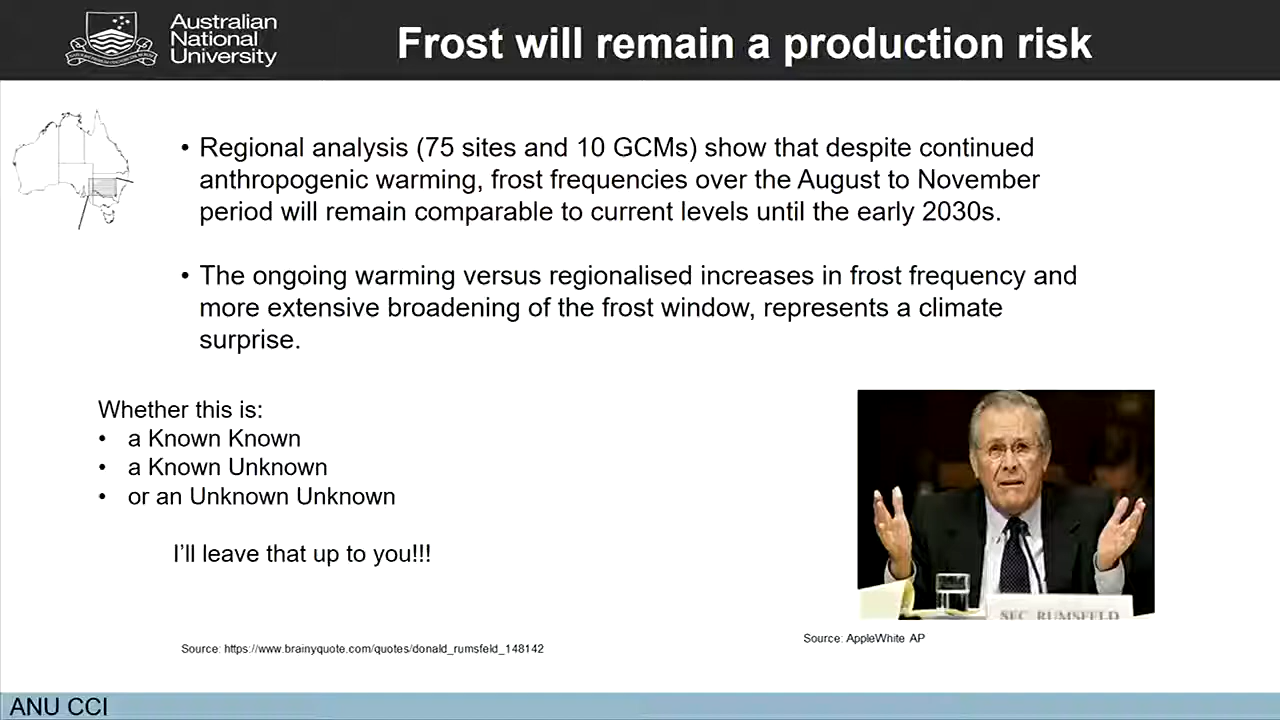 Australian
National
University
Frost will remain a production risk
• Regional analysis (75 sites and 10 GCMs) show that despite continued
anthropogenic warming, frost frequencies over the August to November
period will remain comparable to current levels until the early 2030s.
• The ongoing warming versus regionalised increases in frost frequency and
more extensive broadening of the frost window, represents a climate
surprise.
Whether this is:
• a Known Known
• a Known Unknown
• or an Unknown Unknown
I'll leave that up to you!!!
SEC. RUMSFELD
Source: AppleWhite AP
Source: https://www.brainyquote.com/quotes/donald_rumsfeld_148142
ANU CCI